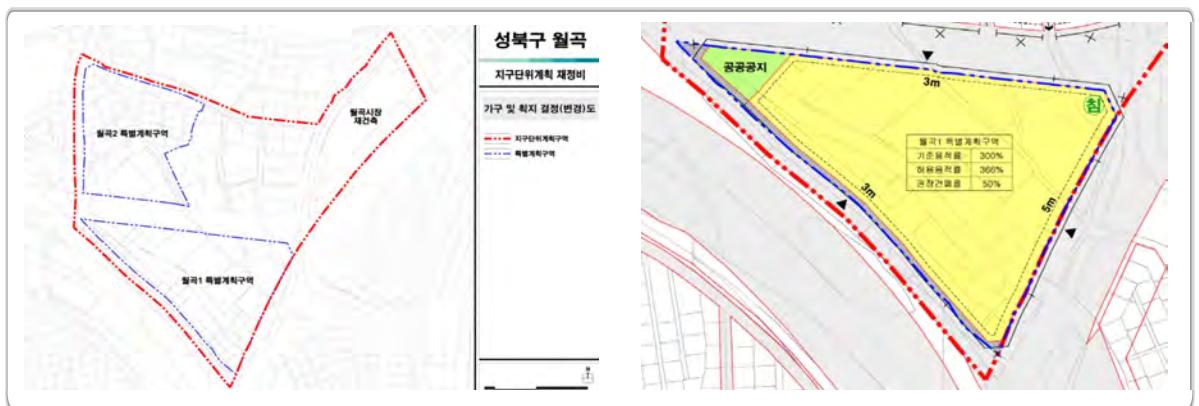 성북구 월곡
지구단위계획 재정비
가구 및 획지 결정(변경)도
지구단위계획구역
특별계획구역
월곡시장
재건축
월곡2 특별계획구역
월곡1 특별계획구역
N
공공공지
3m
침
월곡1 특별계획구역
기준용적률 300%
허용용적률 366%
권장건폐율 50%
3m
5m